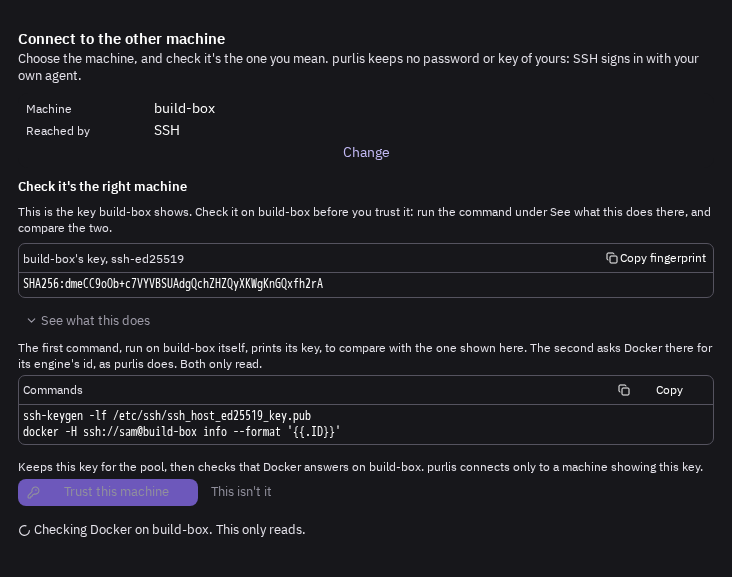 Connect to the other machine
Choose the machine, and check it's the one you mean. purlis keeps no password or key of yours: SSH signs in with your
own agent.
Machine build-box
Reached by SSH
Change
Check it's the right machine
This is the key build-box shows. Check it on build-box before you trust it: run the command under See what this does there, and
compare the two.
build-box's key, ssh-ed25519 Copy fingerprint
SHA256:dmeCC9oOb+c7VYVBSUAdgQchZHZQyXKWgKnGQxfh2rA
See what this does
The first command, run on build-box itself, prints its key, to compare with the one shown here. The second asks Docker there for
its engine's id, as purlis does. Both only read.
Commands Copy
ssh-keygen -lf /etc/ssh/ssh_host_ed25519_key.pub
docker -H ssh://sam@build-box info --format '{{.ID}}'
Keeps this key for the pool, then checks that Docker answers on build-box. purlis connects only to a machine showing this key.
Trust this machine This isn't it
Checking Docker on build-box. This only reads.